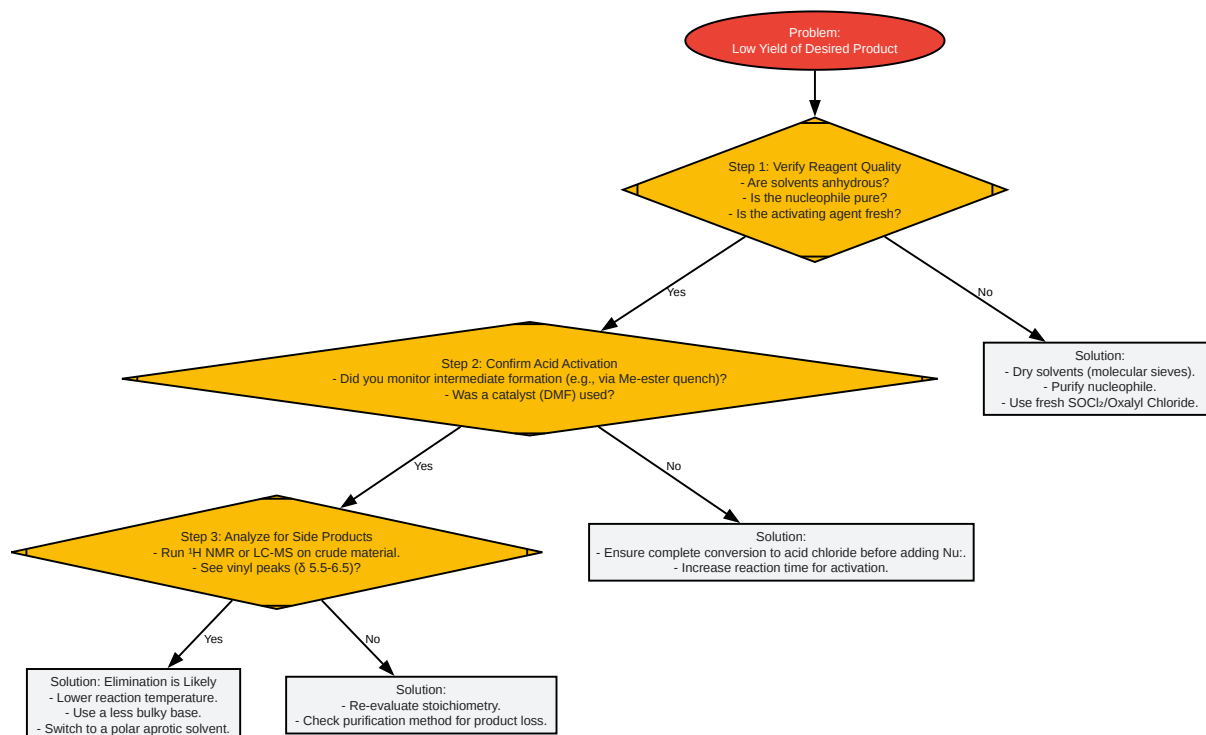 Problem:
Low Yield of Desired Product
Step 1: Verify Reagent Quality
- Are solvents anhydrous?
- Is the nucleophile pure?
- Is the activating agent fresh?
Yes
No
Step 2: Confirm Acid Activation
- Did you monitor intermediate formation (e.g., via Me-ester quench)?
- Was a catalyst (DMF) used?
Solution:
- Dry solvents (molecular sieves).
- Purify nucleophile.
- Use fresh SOCl₂/Oxalyl Chloride.
Yes
No
Step 3: Analyze for Side Products
- Run ¹H NMR or LC-MS on crude material.
- See vinyl peaks (δ 5.5-6.5)?
Solution:
- Ensure complete conversion to acid chloride before adding Nu:.
- Increase reaction time for activation.
Yes
No
Solution: Elimination is Likely
- Lower reaction temperature.
- Use a less bulky base.
- Switch to a polar aprotic solvent.
Solution:
- Re-evaluate stoichiometry.
- Check purification method for product loss.